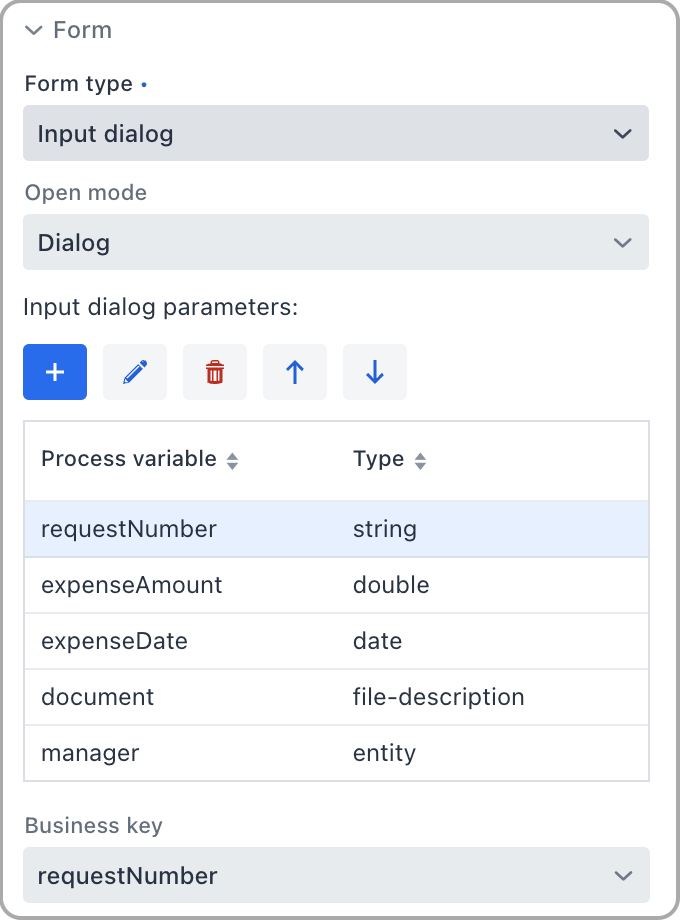 Form
Form type •
Input dialog
Open mode
Dialog
Input dialog parameters:
Process variable Type
requestNumber string
expenseAmount double
expenseDate date
document file-description
manager entity
Business key
requestNumber